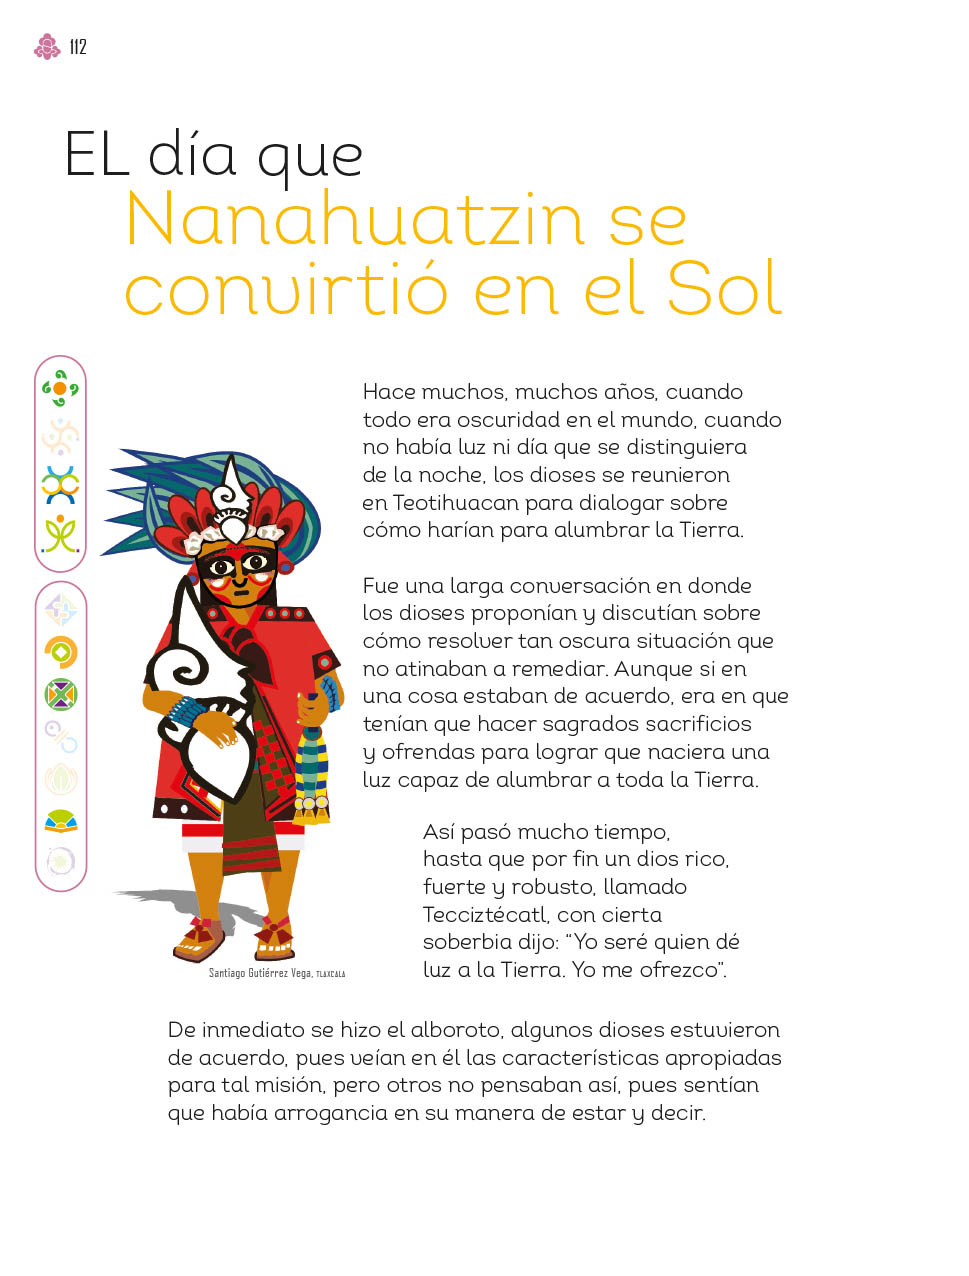 112
EL día que
Nanahuatzin se
convirtió en el Sol
Hace muchos, muchos años, cuando
todo era oscuridad en el mundo, cuando
no había luz ni día que se distinguiera
de la noche, los dioses se reunieron
en Teotihuacan para dialogar sobre
cómo harían para alumbrar la Tierra.
Fue una larga conversación en donde
los dioses proponían y discutían sobre
cómo resolver tan oscura situación que
no atinaban a remediar. Aunque si en
una cosa estaban de acuerdo, era en que
tenían que hacer sagrados sacrificios
y ofrendas para lograr que naciera una
luz capaz de alumbrar a toda la Tierra.
Así pasó mucho tiempo,
hasta que por fin un dios rico,
fuerte y robusto, llamado
Tecciztécatl, con cierta
soberbia dijo: “Yo seré quien dé
luz a la Tierra. Yo me ofrezco”.
Santiago Gutiérrez Vega, TLAXCALA
De inmediato se hizo el alboroto, algunos dioses estuvieron
de acuerdo, pues veían en él las características apropiadas
para tal misión, pero otros no pensaban así, pues sentían
que había arrogancia en su manera de estar y decir.